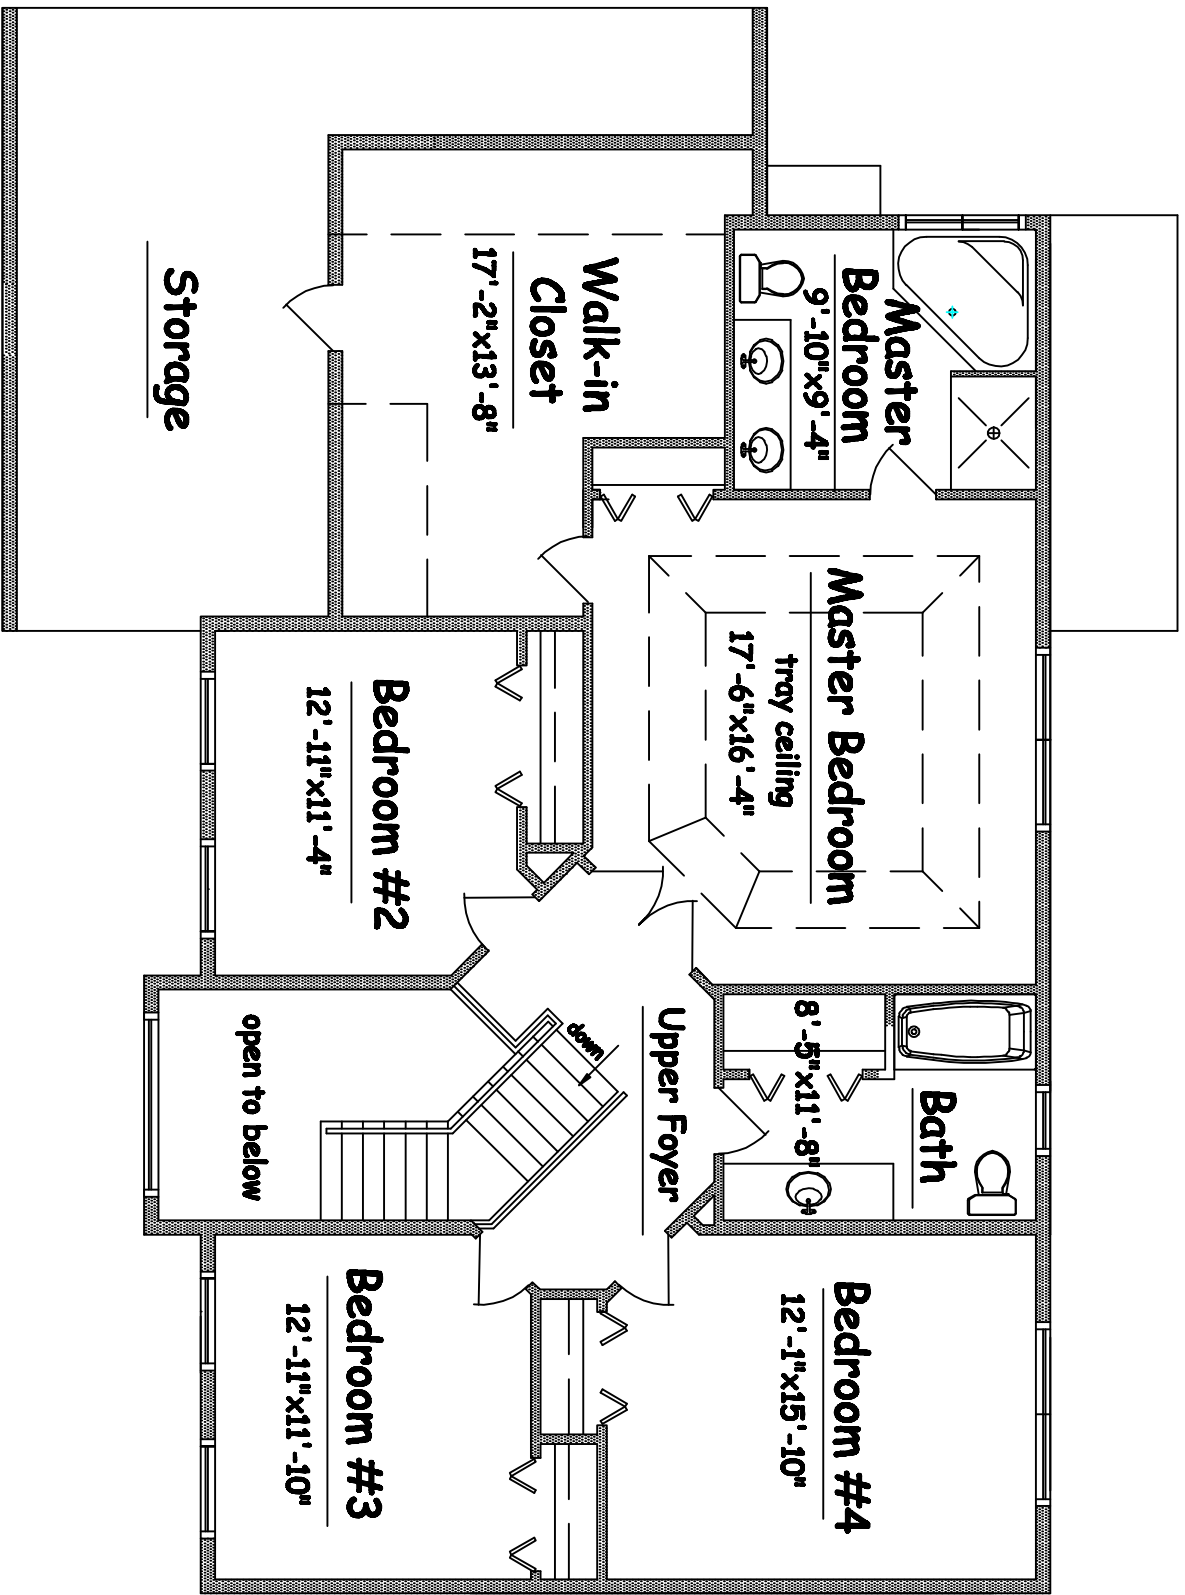 Master
Bedroom
9'-10"x9'-4"
Walk-in
Closet
17'-2"x13'-8"
Storage
Master Bedroom
tray ceiling
17'-6"x16'-4"
Bedroom #2
12'-11"x11'-4"
Bath
8'-5"x11'-8"
Upper Foyer
down
open to below
Bedroom #4
12'-1"x15'-10"
Bedroom #3
12'-11"x11'-10"